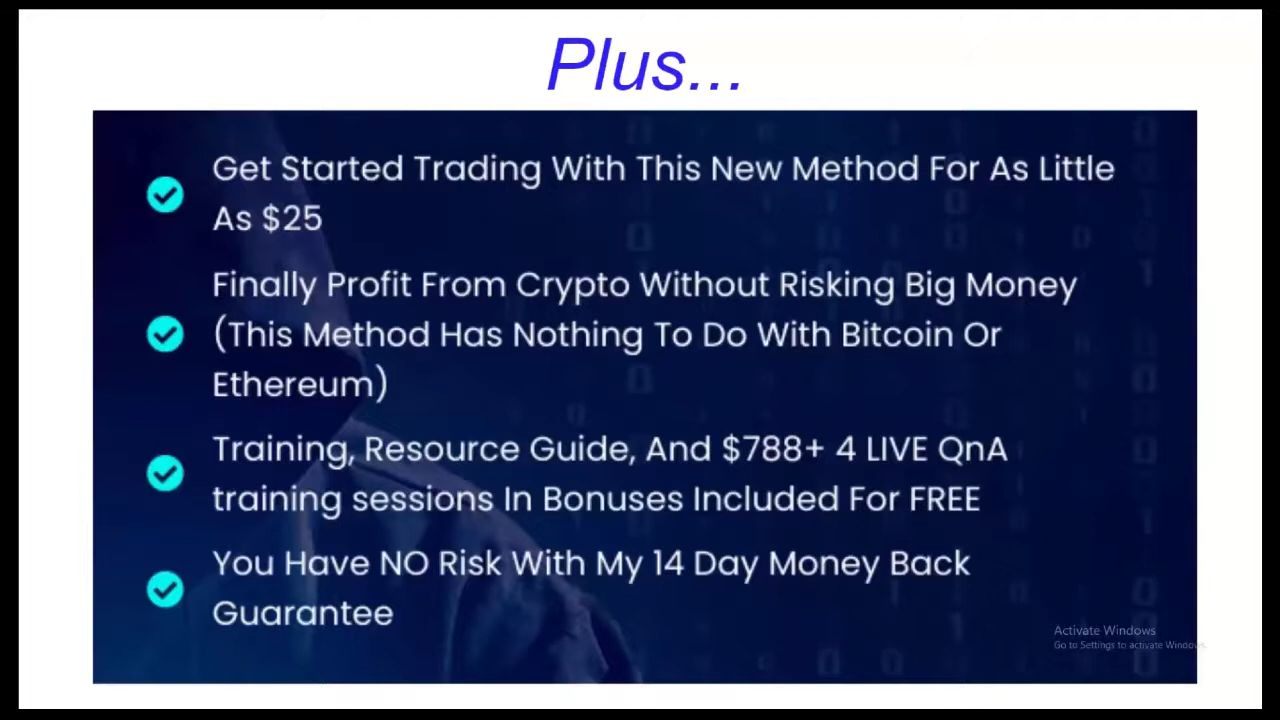 Plus...
Get Started Trading With This New Method For As Little
As $25
Finally Profit From Crypto Without Risking Big Money
(This Method Has Nothing To Do With Bitcoin Or
Ethereum)
Training, Resource Guide, And $788+ 4 LIVE QnA
training sessions In Bonuses Included For FREE
You Have NO Risk With My 14 Day Money Back
Guarantee
Activate Windows
Go to Settings to activate Windows.